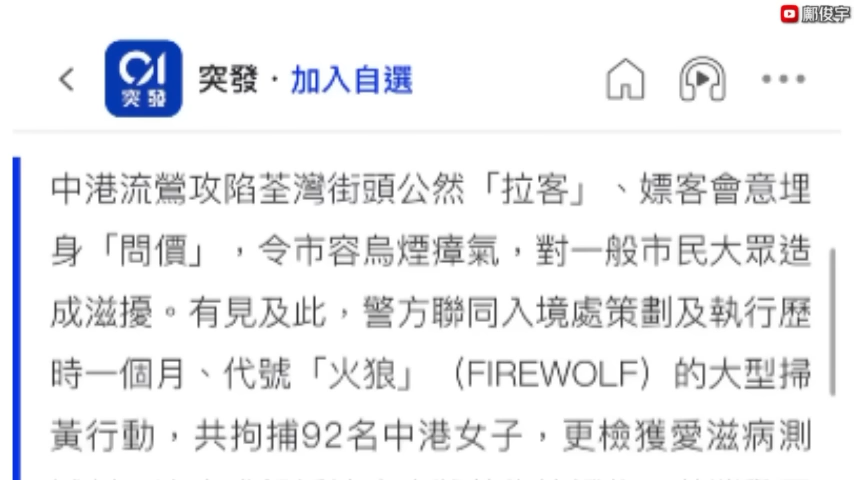 鄺俊宇
01
突發
突發·加入自選
中港流鶯攻陷荃灣街頭公然「拉客」、嫖客會意埋
身「問價」，令市容烏煙瘴氣，對一般市民大眾造
成滋擾。有見及此，警方聯同入境處策劃及執行歷
時一個月、代號「火狼」（FIREWOLF）的大型掃
黃行動，共拘捕92名中港女子，更檢獲愛滋病測